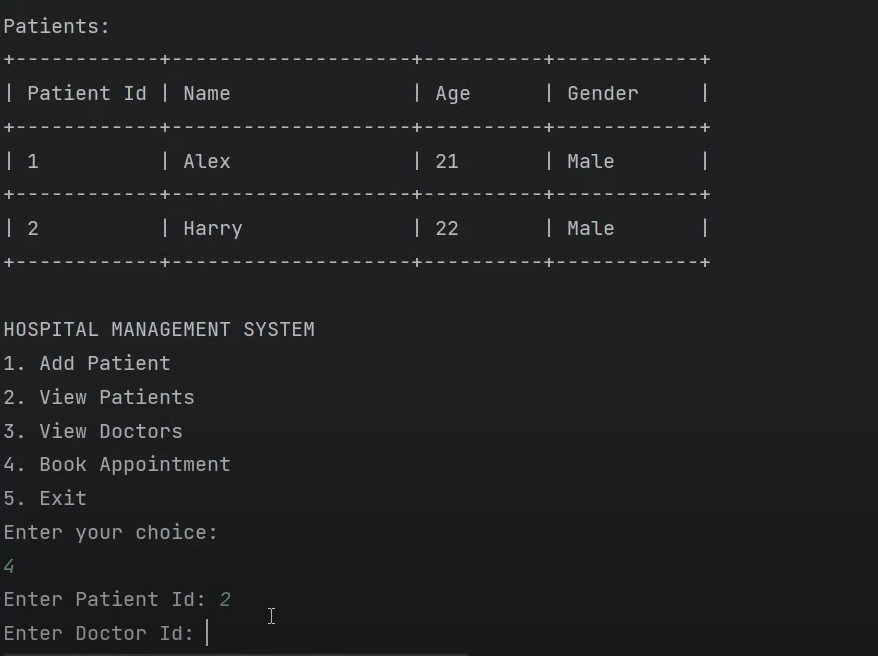 Patients:
+------------+--------------------+----------+------------+
| Patient Id | Name               | Age      | Gender     |
+------------+--------------------+----------+------------+
| 1          | Alex               | 21       | Male       |
+------------+--------------------+----------+------------+
| 2          | Harry              | 22       | Male       |
+------------+--------------------+----------+------------+
HOSPITAL MANAGEMENT SYSTEM
1. Add Patient
2. View Patients
3. View Doctors
4. Book Appointment
5. Exit
Enter your choice:
4
Enter Patient Id: 2
Enter Doctor Id: